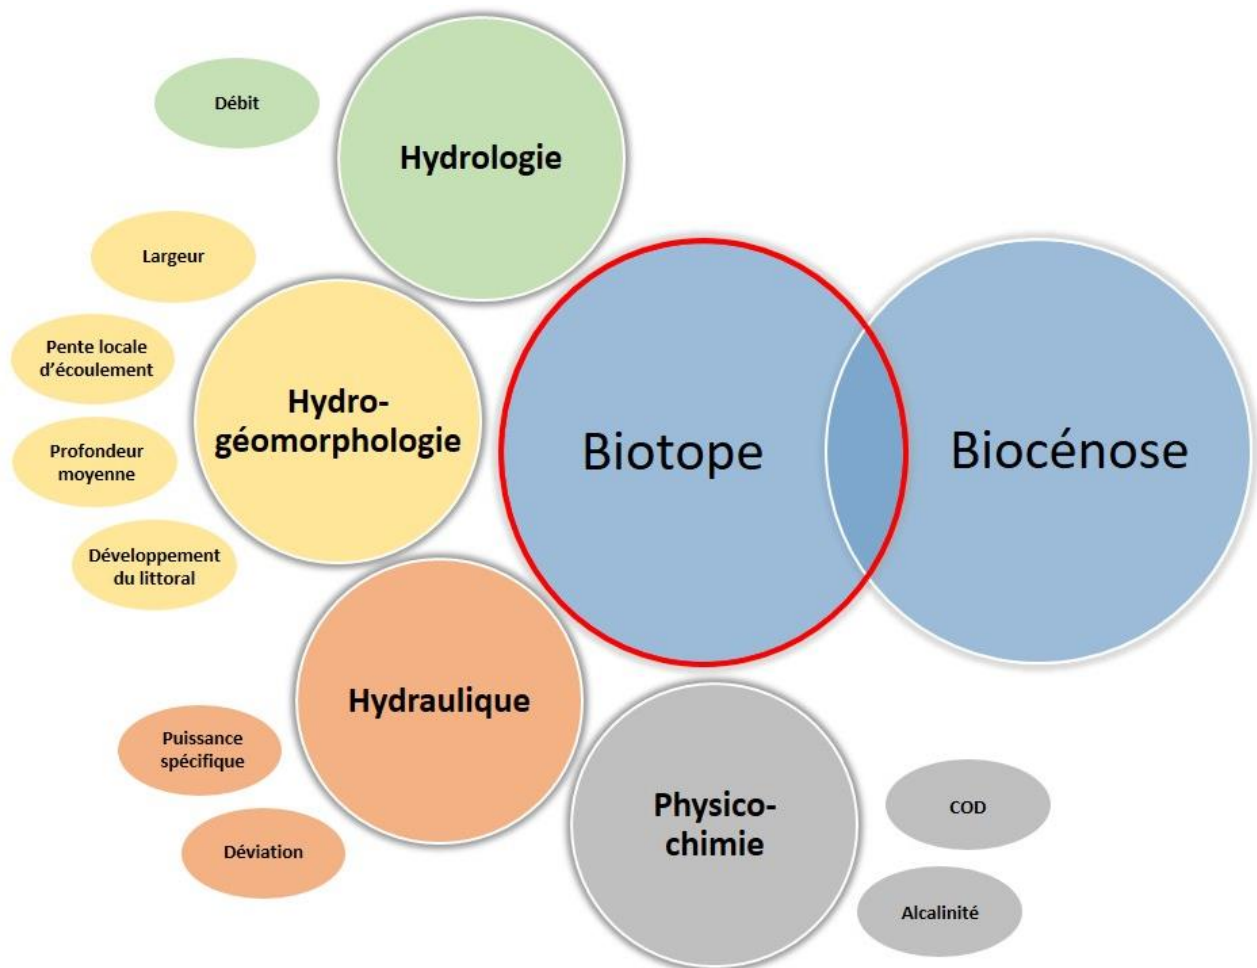 Débit
Hydrologie
Largeur
Pente locale
d’écoulement
Hydro-
géomorphologie
Profondeur
moyenne
Développement
du littoral
Biotope
Biocénose
Hydraulique
Puissance
spécifique
Déviation
Physico-
chimie
COD
Alcalinité